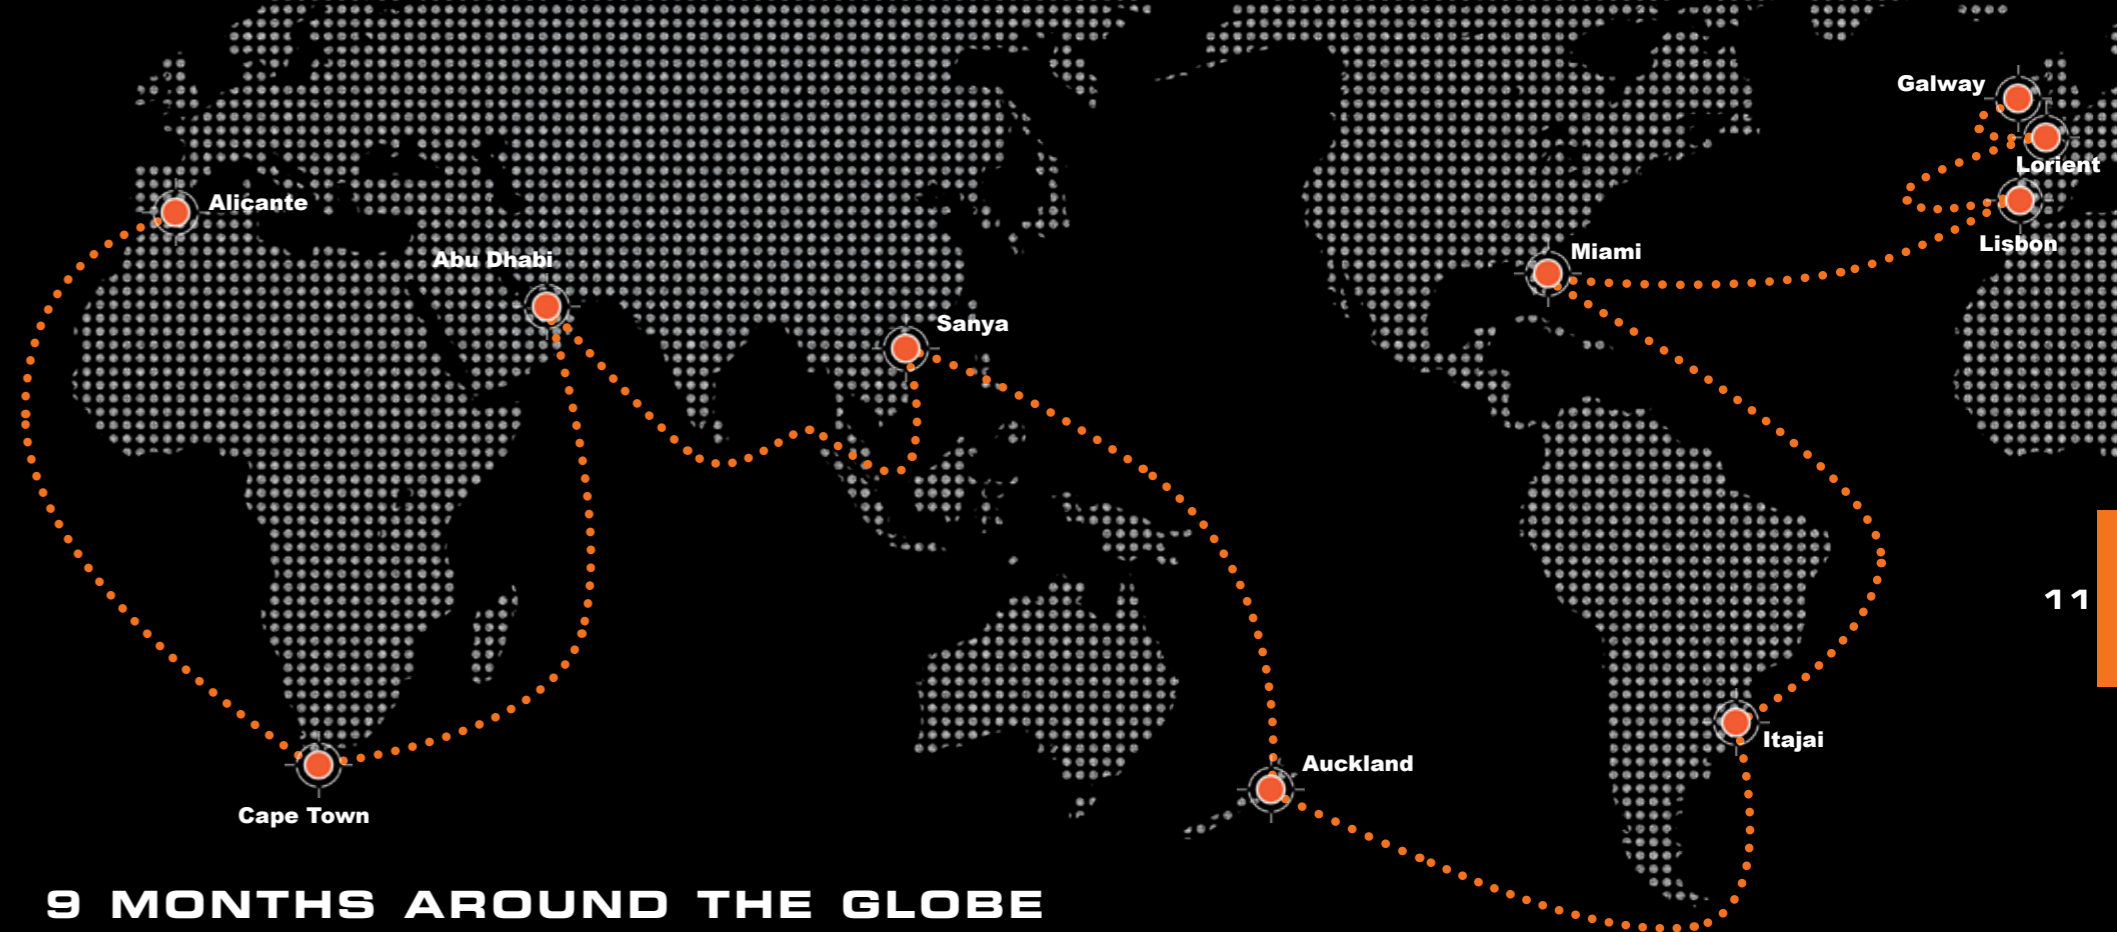 Galway
Lorient
Alicante
Lisbon
Miami
Abu Dhabi
Sanya
11
Itajai
Auckland
Cape Town
9 MONTHS AROUND THE GLOBE